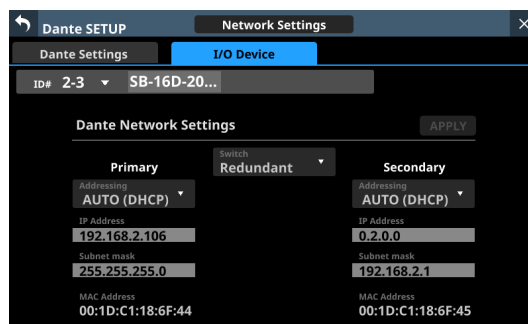 Dante SETUP
Network Settings
Dante Settings
I/O Device
ID# 2-3 SB-16D-20...
Dante Network Settings
APPLY
Switch
Redundant
Primary
Addressing
AUTO (DHCP)
IP Address
192.168.2.106
Subnet mask
255.255.255.0
MAC Address
00:1D:C1:18:6F:44
Secondary
Addressing
AUTO (DHCP)
IP Address
0.2.0.0
Subnet mask
192.168.2.1
MAC Address
00:1D:C1:18:6F:45